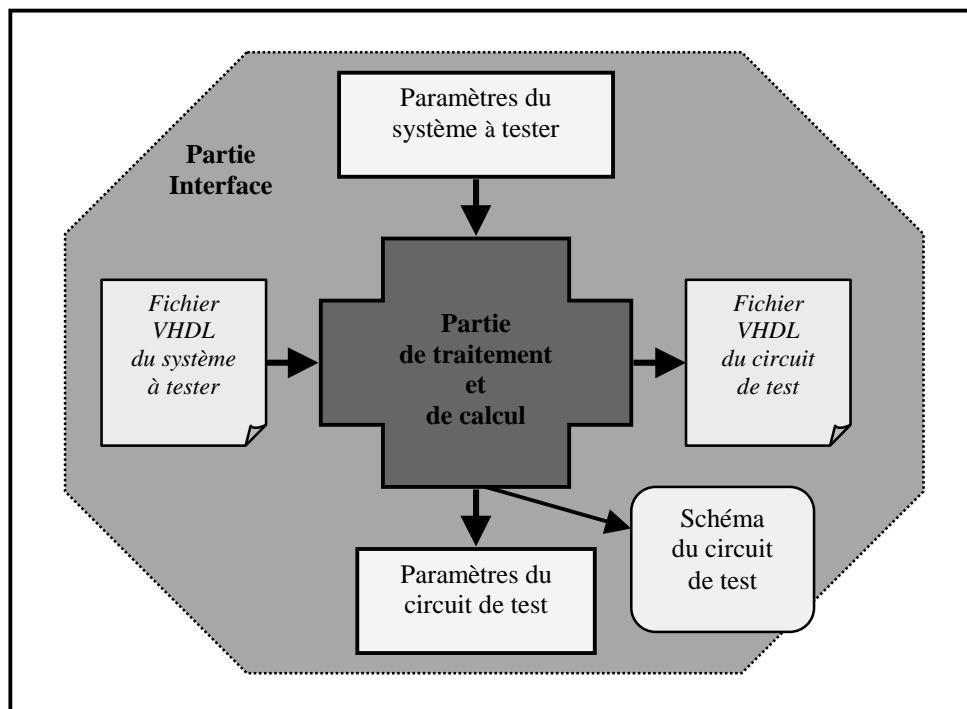 Paramètres du
système à tester
Partie
Interface
Fichier
VHDL
du système
à tester
Partie
de traitement
et
de calcul
Fichier
VHDL
du circuit
de test
Schéma
du circuit
de test
Paramètres du
circuit de test